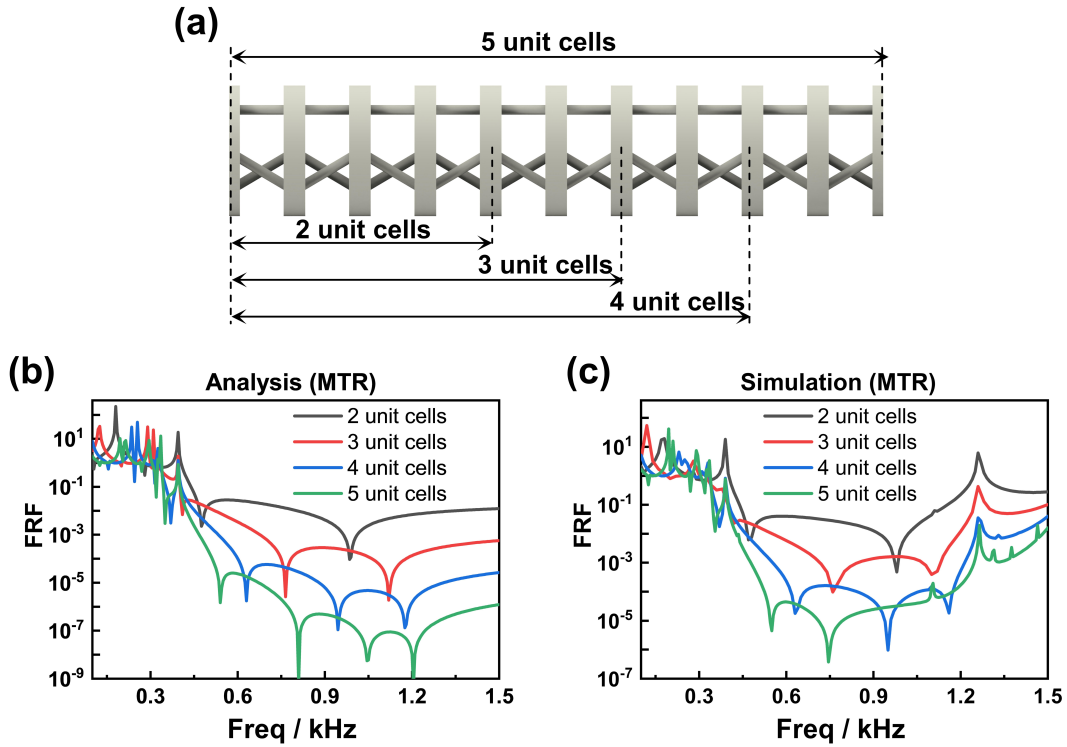 (a)
5 unit cells
2 unit cells
3 unit cells
4 unit cells
(b)
Analysis (MTR)
2 unit cells
3 unit cells
4 unit cells
5 unit cells
10^1
10^-1
10^-3
10^-5
10^-7
10^-9
FRF
0.3 0.6 0.9 1.2 1.5
Freq / kHz
(c)
Simulation (MTR)
2 unit cells
3 unit cells
4 unit cells
5 unit cells
10^1
10^-1
10^-3
10^-5
10^-7
FRF
0.3 0.6 0.9 1.2 1.5
Freq / kHz